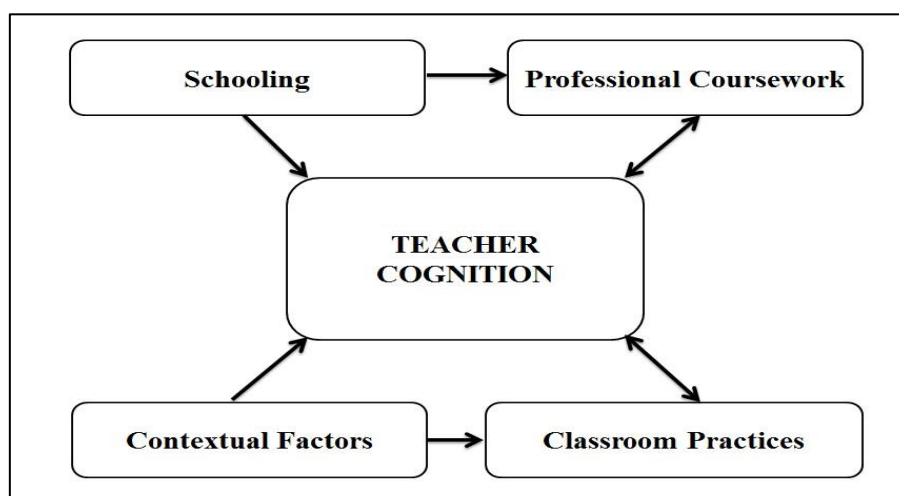 Schooling
Professional Coursework
TEACHER
COGNITION
Contextual Factors
Classroom Practices